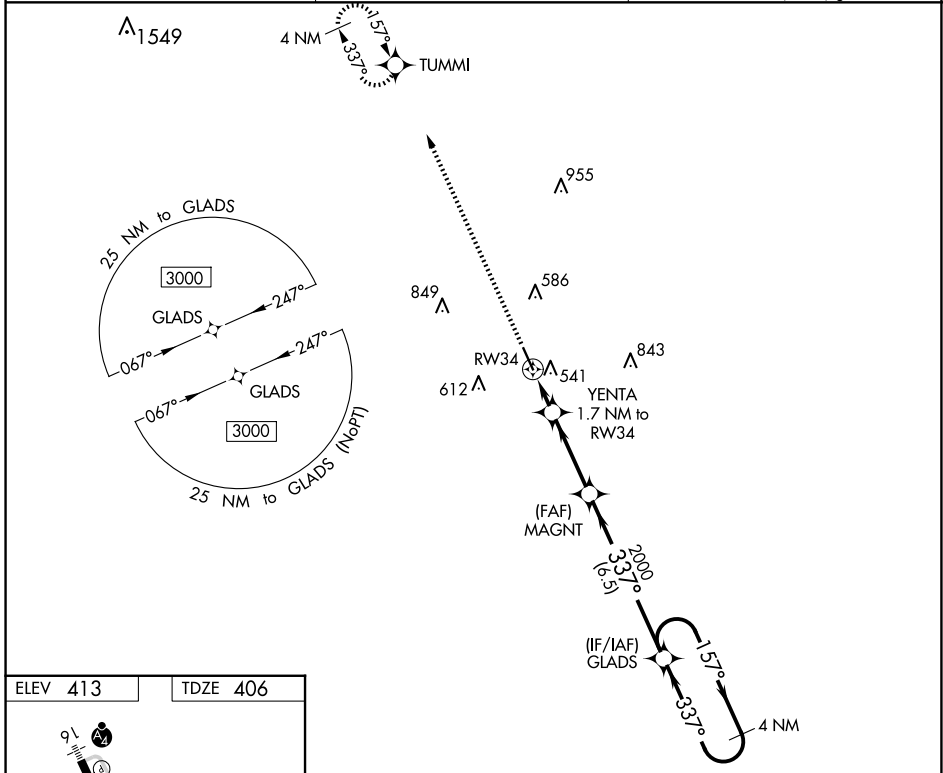 1549
4 NM
157°
337°
TUMMI
955
25 NM to GLADS
3000
GLADS
067°
247°
247°
067°
GLADS
3000
25 NM to GLADS (NoPT)
849
586
RW34
541
843
612
YENTA
1.7 NM to
RW34
(FAF)
MAGNT
2000
337°
(6.5)
(IF/IAF)
GLADS
157°
337°
4 NM
ELEV 413
TDZE 406
16
A4
P